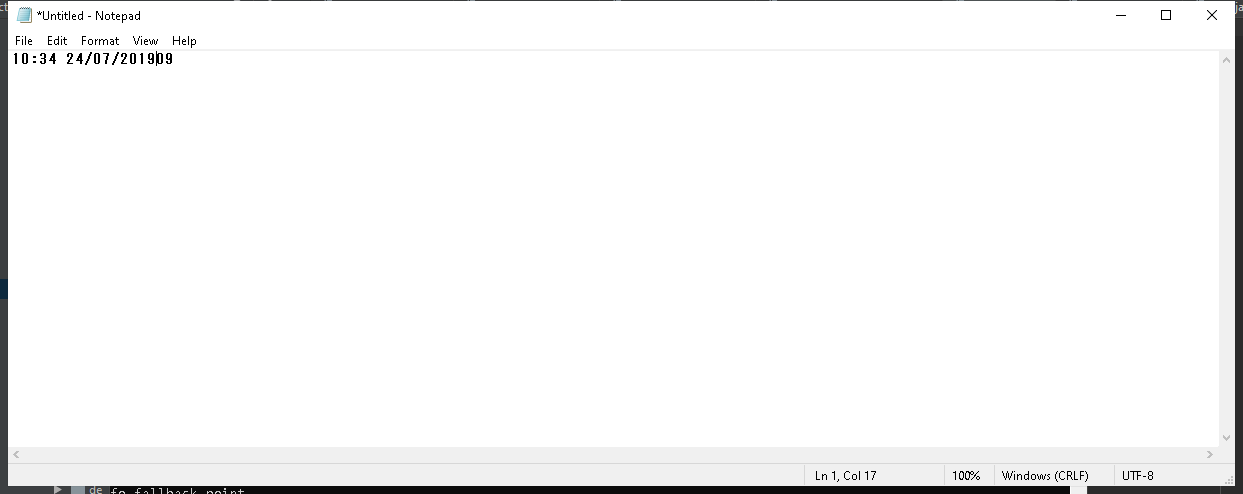 *Untitled - Notepad
File Edit Format View Help
10:34 24/07/201909
Ln 1, Col 17 100% Windows (CRLF) UTF-8
de fo fallback point